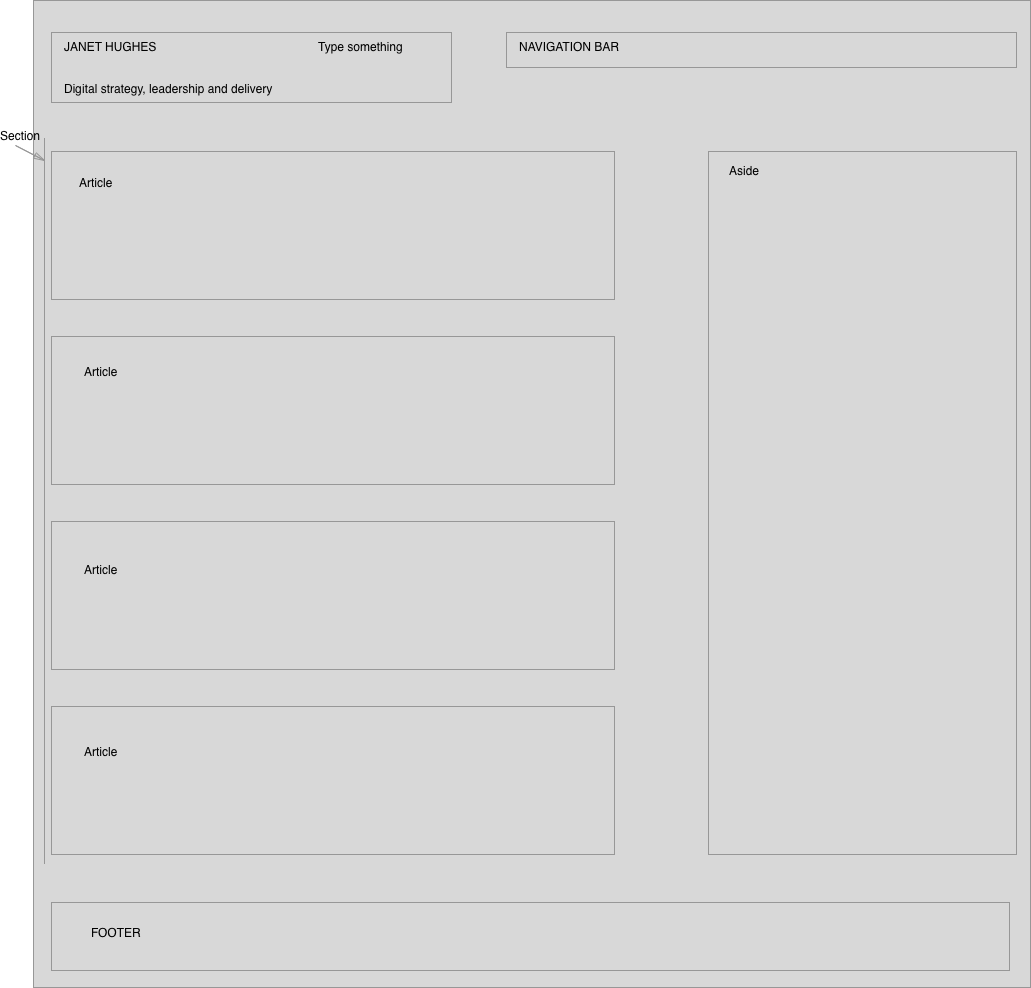 JANET HUGHES
Type something
NAVIGATION BAR
Digital strategy, leadership and delivery
Section
Article
Aside
Article
Article
Article
FOOTER